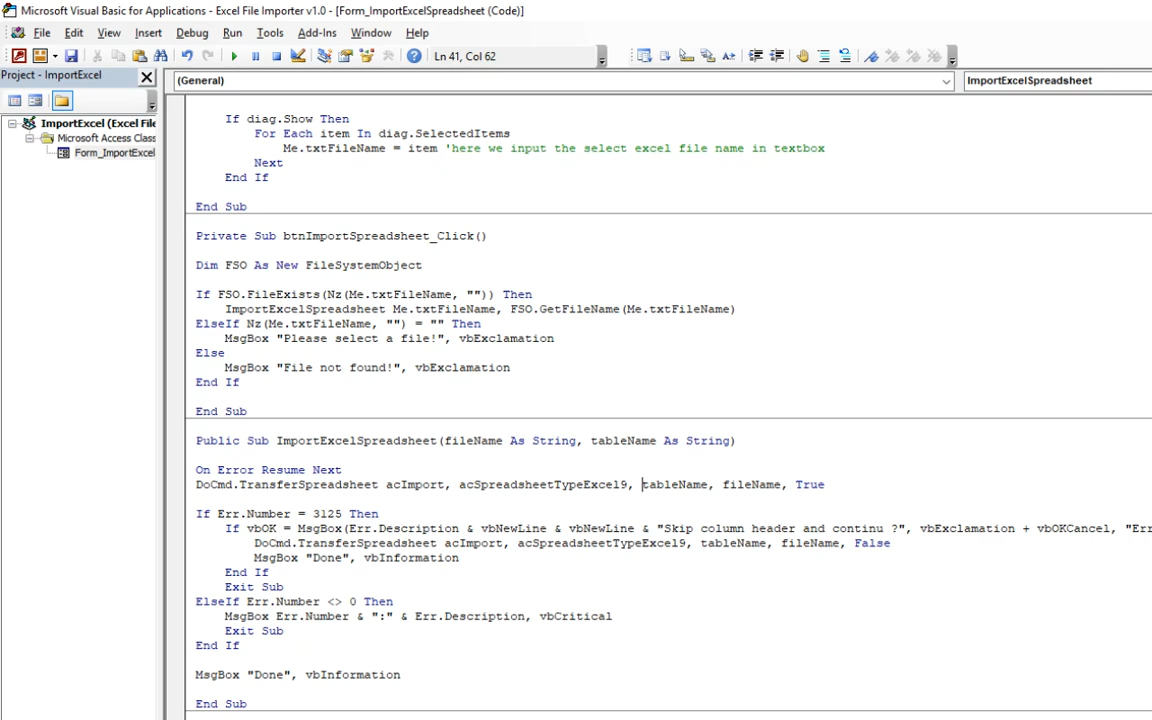 Microsoft Visual Basic for Applications - Excel File Importer v1.0 - [Form_ImportExcelSpreadsheet (Code)]
File Edit View Insert Debug Run Tools Add-Ins Window Help
Ln 41, Col 62
Project - ImportExcel
(General)
ImportExcelSpreadsheet
ImportExcel (Excel File
Microsoft Access Class
Form_ImportExcel
If diag.Show Then
For Each item In diag.SelectedItems
Me.txtFileName = item 'here we input the select excel file name in textbox
Next
End If
End Sub
Private Sub btnImportSpreadsheet_Click()
Dim FSO As New FileSystemObject
If FSO.FileExists(Nz(Me.txtFileName, "")) Then
ImportExcelSpreadsheet Me.txtFileName, FSO.GetFileName(Me.txtFileName)
ElseIf Nz(Me.txtFileName, "") = "" Then
MsgBox "Please select a file!", vbExclamation
Else
MsgBox "File not found!", vbExclamation
End If
End Sub
Public Sub ImportExcelSpreadsheet(fileName As String, tableName As String)
On Error Resume Next
DoCmd.TransferSpreadsheet acImport, acSpreadsheetTypeExcel9, tableName, fileName, True
If Err.Number = 3125 Then
If vbOK = MsgBox(Err.Description & vbNewLine & vbNewLine & "Skip column header and continu ?", vbExclamation + vbOKCancel, "Err
DoCmd.TransferSpreadsheet acImport, acSpreadsheetTypeExcel9, tableName, fileName, False
MsgBox "Done", vbInformation
End If
Exit Sub
ElseIf Err.Number <> 0 Then
MsgBox Err.Number & ":" & Err.Description, vbCritical
Exit Sub
End If
MsgBox "Done", vbInformation
End Sub